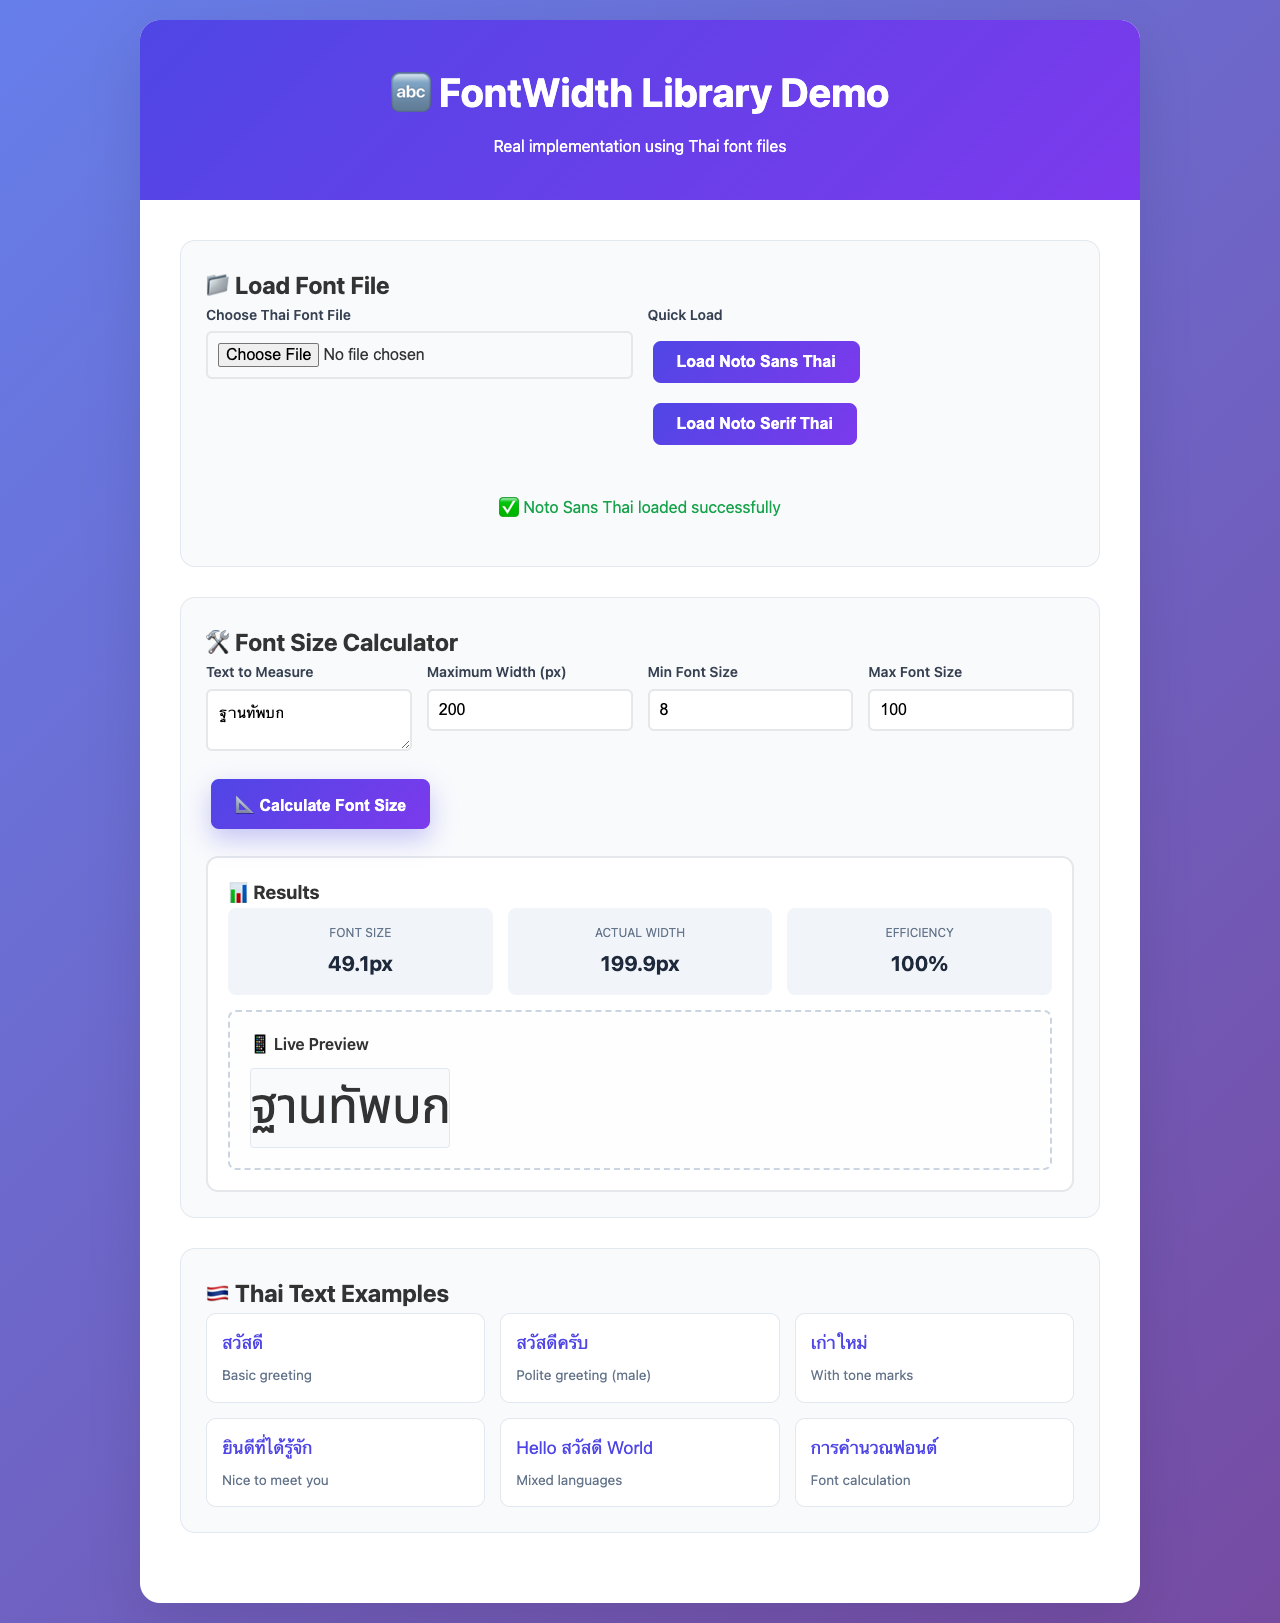 🔤 FontWidth Library Demo
Real implementation using Thai font files
📁 Load Font File
Choose Thai Font File
Quick Load
Choose File No file chosen
Load Noto Sans Thai
Load Noto Serif Thai
✅ Noto Sans Thai loaded successfully
🛠️ Font Size Calculator
Text to Measure
Maximum Width (px)
Min Font Size
Max Font Size
ฐานทัพบก
200
8
100
📐 Calculate Font Size
📊 Results
FONT SIZE
ACTUAL WIDTH
EFFICIENCY
49.1px
199.9px
100%
📱 Live Preview
ฐานทัพบก
🇹🇭 Thai Text Examples
สวัสดี
สวัสดีครับ
เก่าใหม่
Basic greeting
Polite greeting (male)
With tone marks
ยินดีที่ได้รู้จัก
Hello สวัสดี World
การคำนวณฟอนต์
Nice to meet you
Mixed languages
Font calculation